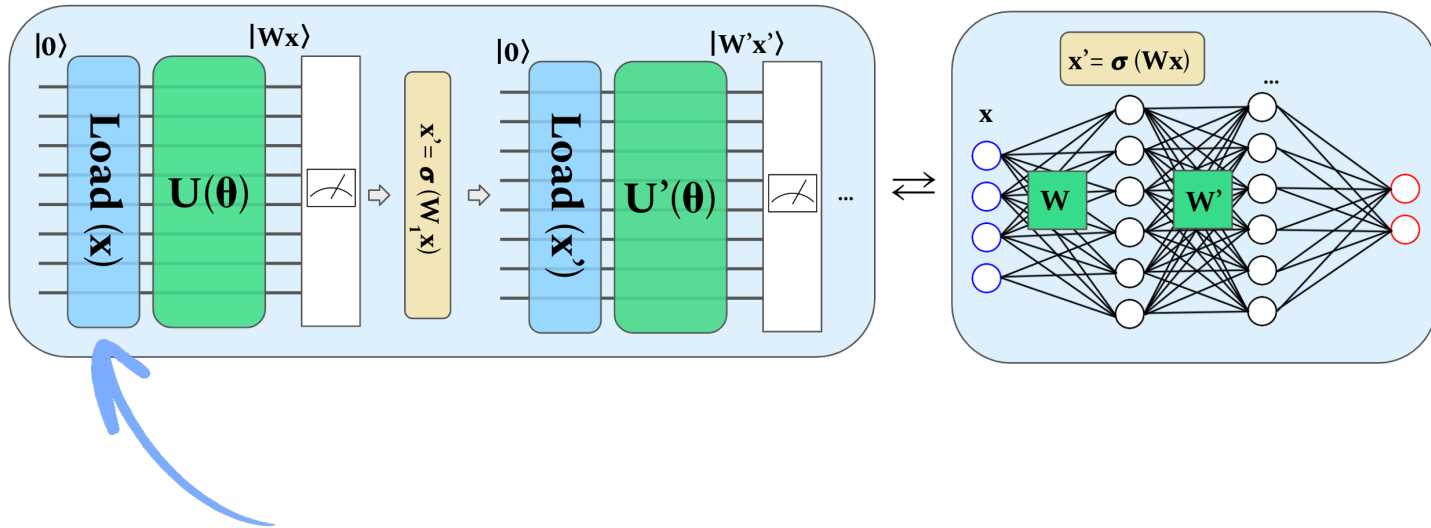 |0⟩
Load (x)
U(θ)
|Wx⟩
x' = σ (W₁x)
|0⟩
Load (x')
U'(θ)
|W'x'⟩
...
⇌
x
x'= σ (Wx)
...
W
W'